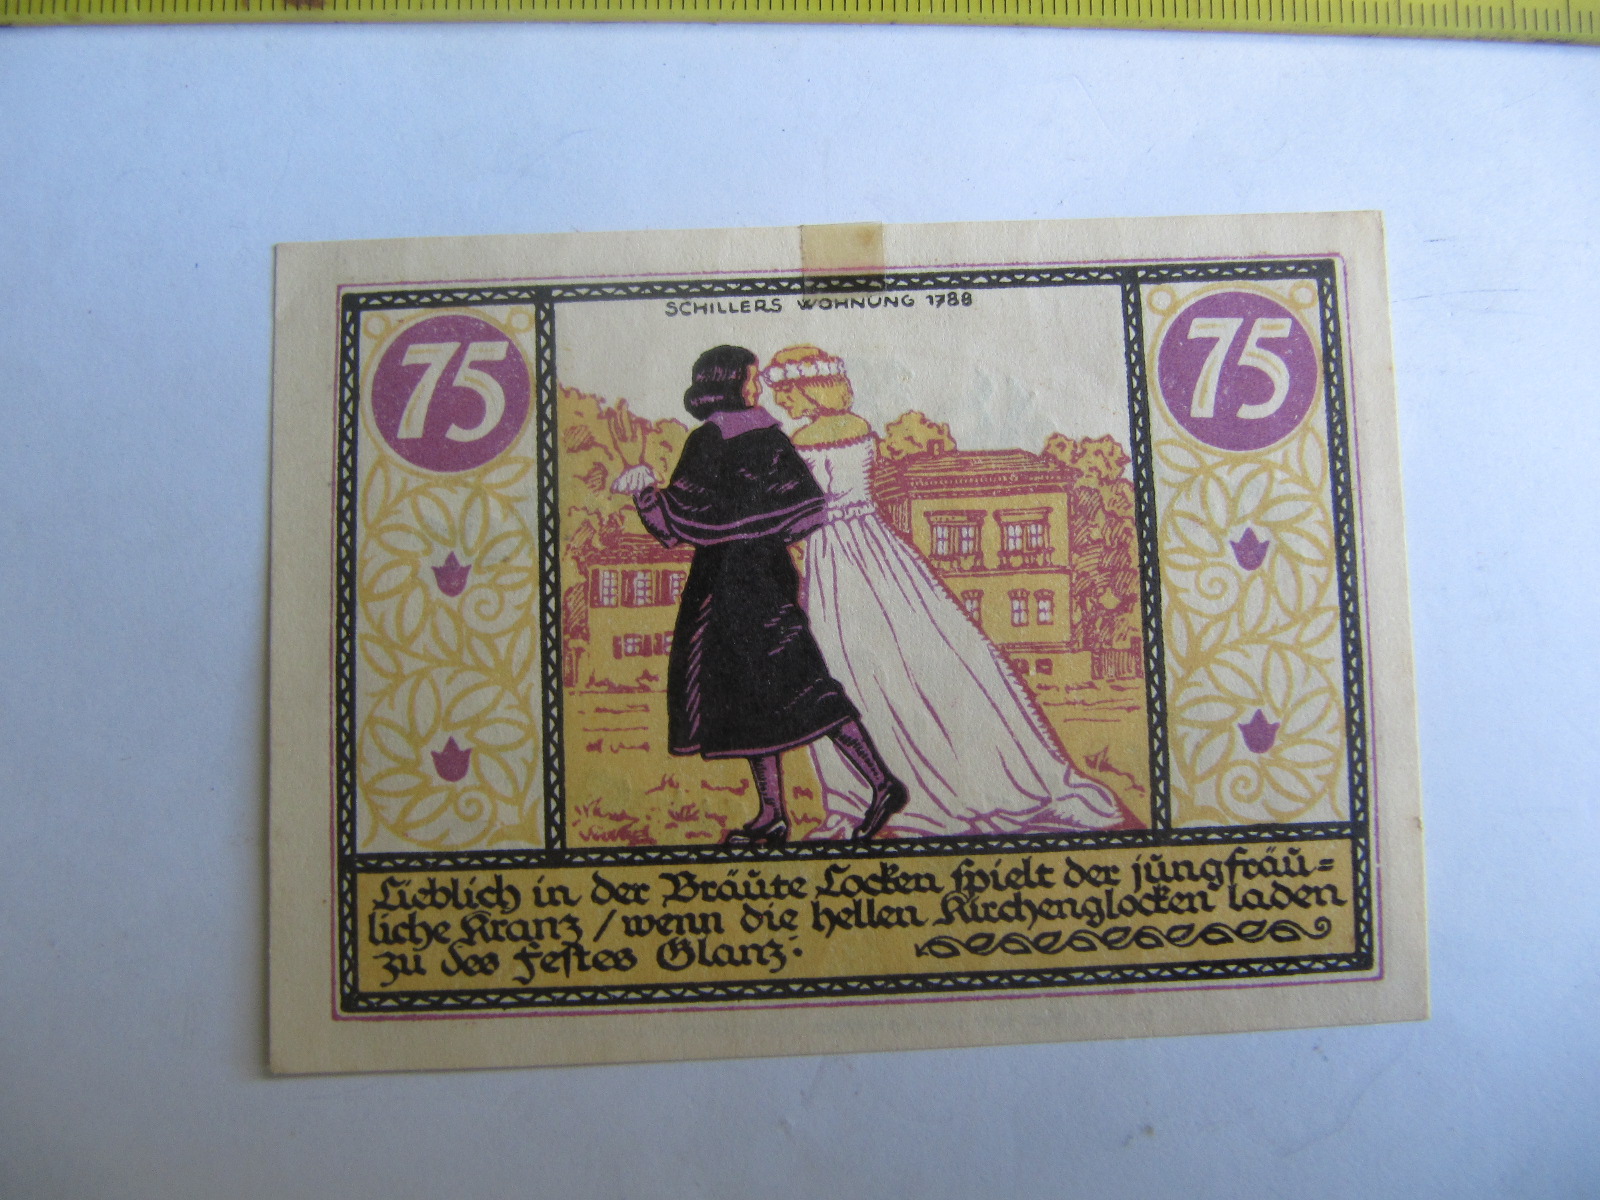 SCHILLERS WOHNUNG 1788
75
75
Lieblich in der Bräute Locken spielt der jungfräu=
liche Kranz / wenn die hellen Kirchenglocken laden
zu des Festes Glanz: